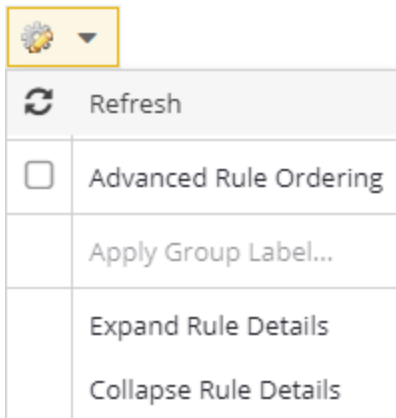 Refresh
Advanced Rule Ordering
Apply Group Label...
Expand Rule Details
Collapse Rule Details